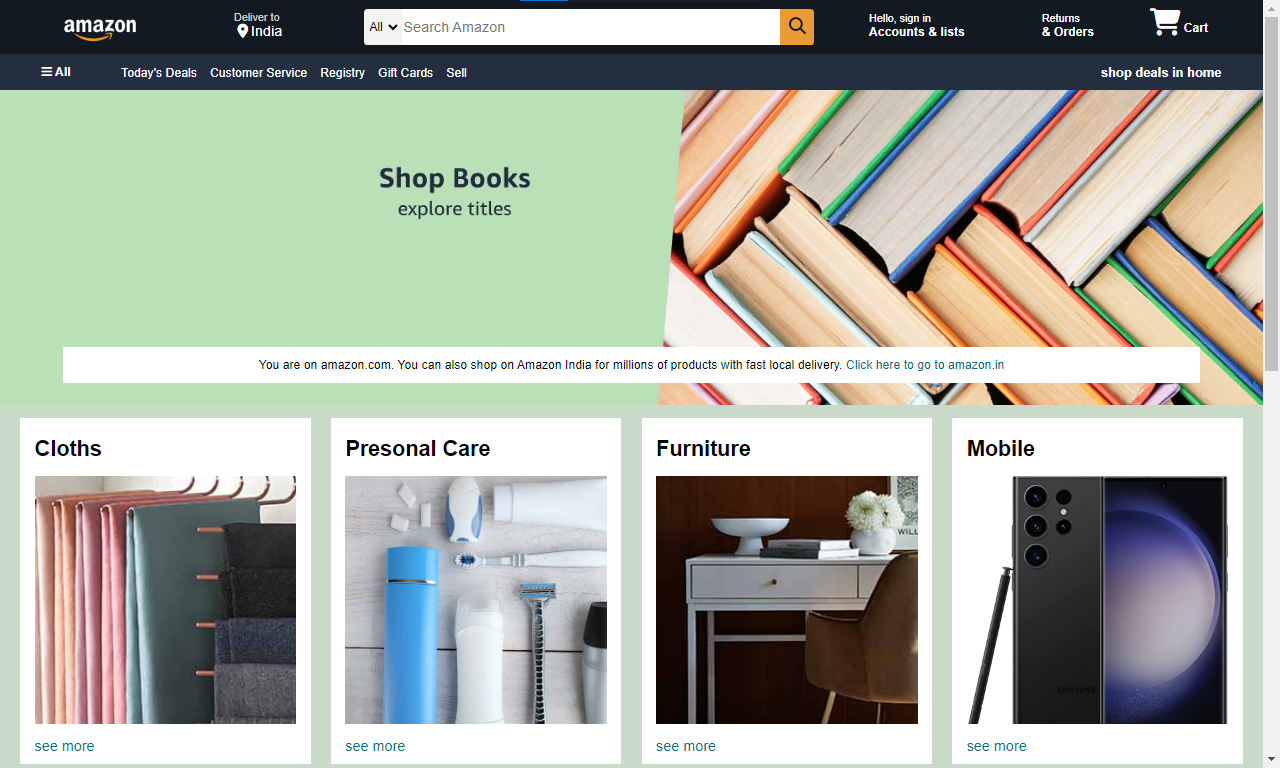 amazon
Deliver to
India
All
Search Amazon
Hello, sign in
Accounts & lists
Returns
& Orders
Cart
All
Today's Deals
Customer Service
Registry
Gift Cards
Sell
shop deals in home
Shop Books
explore titles
You are on amazon.com. You can also shop on Amazon India for millions of products with fast local delivery. Click here to go to amazon.in
Cloths
Presonal Care
Furniture
Mobile
WILL
SAMSUNG
see more
see more
see more
see more